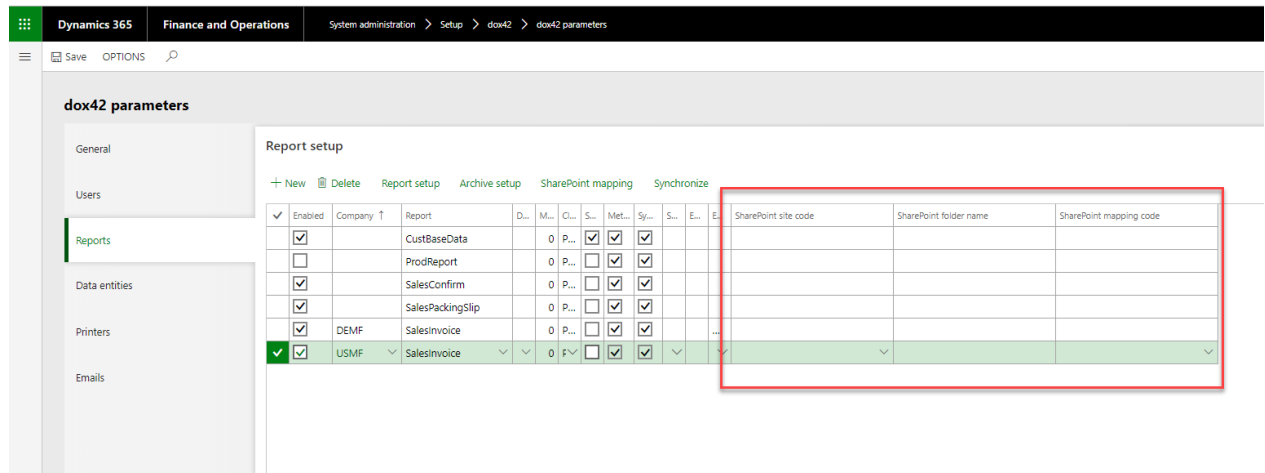 Dynamics 365 Finance and Operations System administration > Setup > dox42 > dox42 parameters
Save OPTIONS
dox42 parameters
General
Users
Reports
Data entities
Printers
Emails
Report setup
+ New Delete Report setup Archive setup SharePoint mapping Synchronize
Enabled Company ↑ Report D... M... Ci... S... Met... Sy... S... E... E. SharePoint site code SharePoint folder name SharePoint mapping code
CustBaseData 0 P...
ProdReport 0 P...
SalesConfirm 0 P...
SalesPackingSlip 0 P...
DEMF SalesInvoice 0 P... ...
USMF SalesInvoice 0